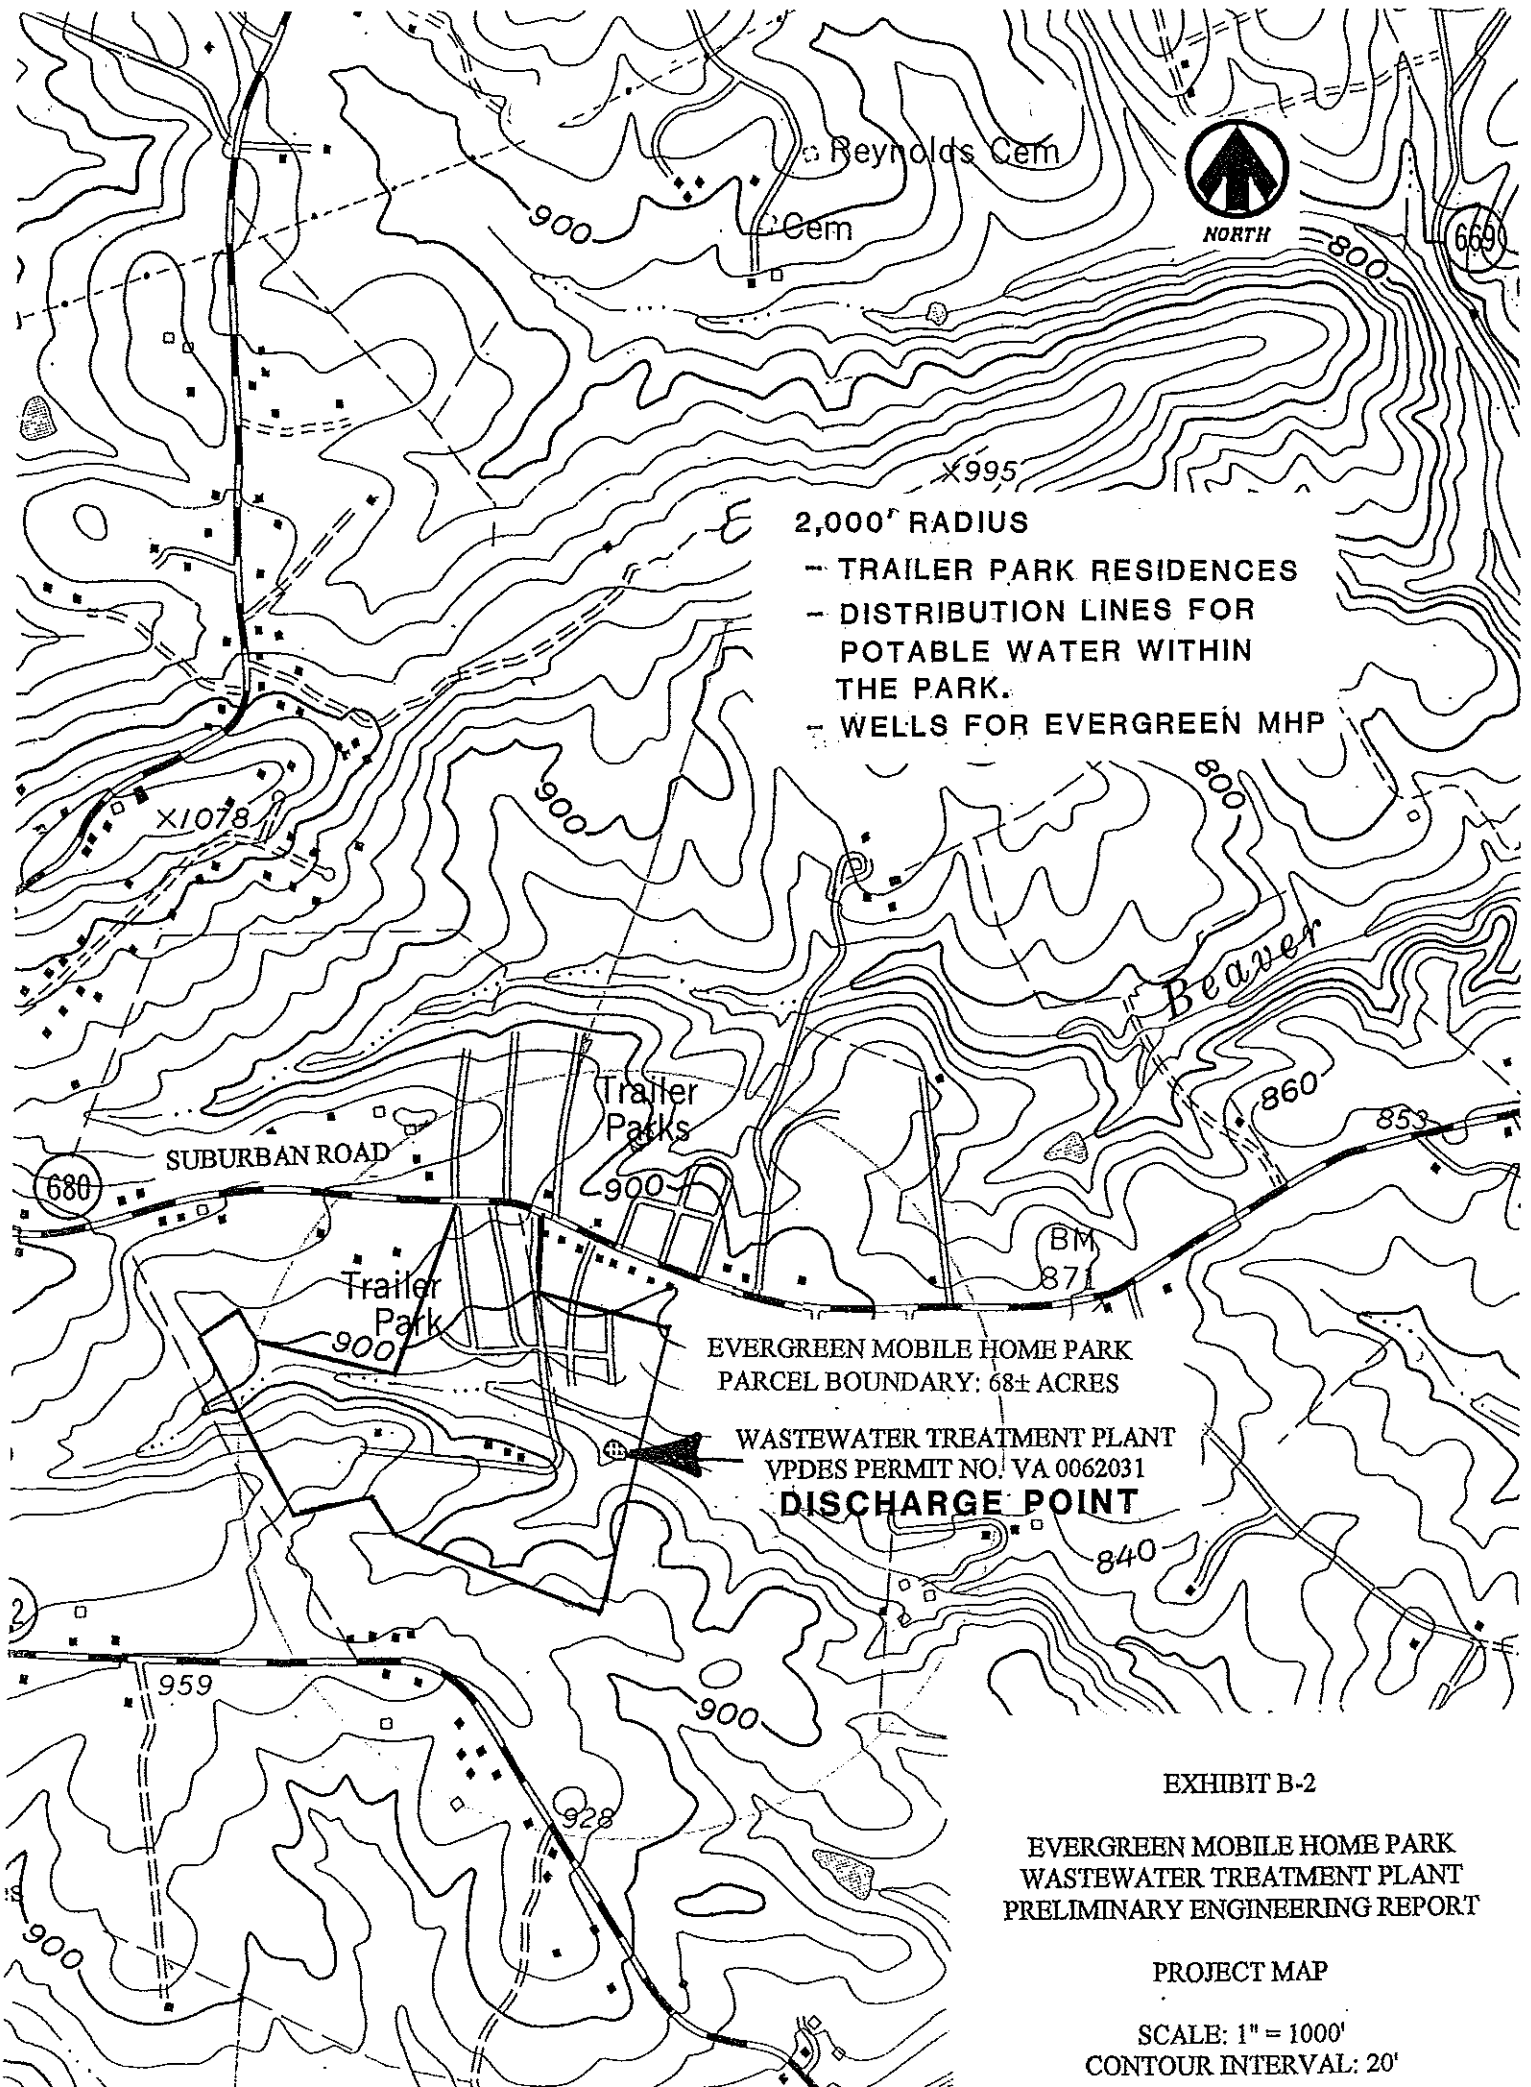 Reynolds Cem
900
Cem
NORTH
669
800
X995
2,000' RADIUS
- TRAILER PARK RESIDENCES
- DISTRIBUTION LINES FOR
POTABLE WATER WITHIN
THE PARK.
- WELLS FOR EVERGREEN MHP
800
900
X1078
Beaver
Trailer
Parks
860
853
SUBURBAN ROAD
680
900
BM
871
Trailer
Park
900
EVERGREEN MOBILE HOME PARK
PARCEL BOUNDARY: 68± ACRES
WASTEWATER TREATMENT PLANT
VPDES PERMIT NO. VA 0062031
DISCHARGE POINT
840
2
959
900
928
900
EXHIBIT B-2
EVERGREEN MOBILE HOME PARK
WASTEWATER TREATMENT PLANT
PRELIMINARY ENGINEERING REPORT
PROJECT MAP
SCALE: 1" = 1000'
CONTOUR INTERVAL: 20'